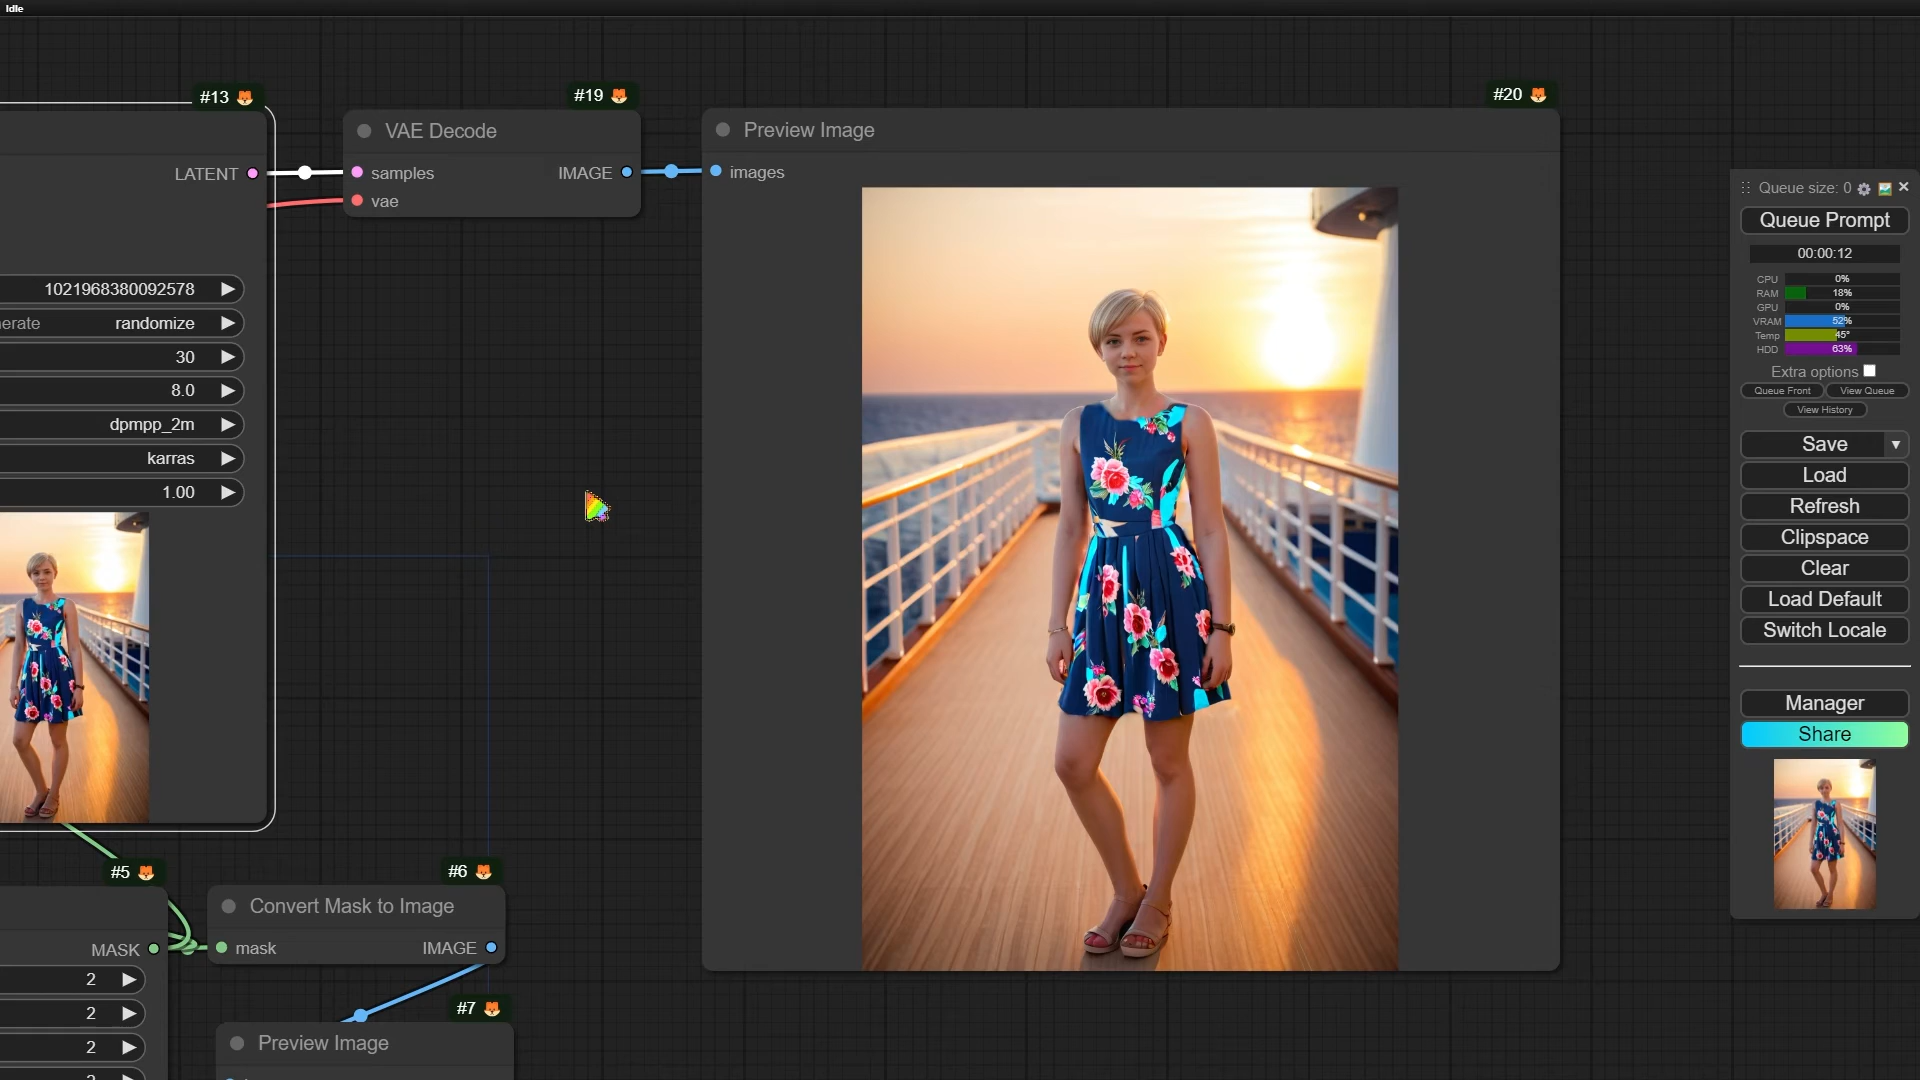 Idle
#13
LATENT
1021968380092578
erate randomize
30
8.0
dpmpp_2m
karras
1.00
#19
VAE Decode
samples IMAGE
vae
#20
Preview Image
images
#5
MASK
2
2
2
#6
Convert Mask to Image
mask IMAGE
#7
Preview Image
Queue size: 0
Queue Prompt
00:00:12
CPU 0%
RAM 18%
GPU 0%
VRAM 52%
Temp 45°
HDD 63%
Extra options
Queue Front View Queue
View History
Save
Load
Refresh
Clipspace
Clear
Load Default
Switch Locale
Manager
Share